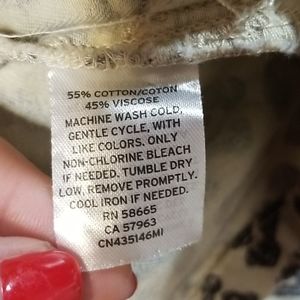 55% COTTON/COTON
45% VISCOSE
MACHINE WASH COLD,
GENTLE CYCLE, WITH
LIKE COLORS. ONLY
NON-CHLORINE BLEACH
IF NEEDED. TUMBLE DRY
LOW, REMOVE PROMPTLY.
COOL IRON IF NEEDED.
RN 58665
CA 57963
CN435146MI